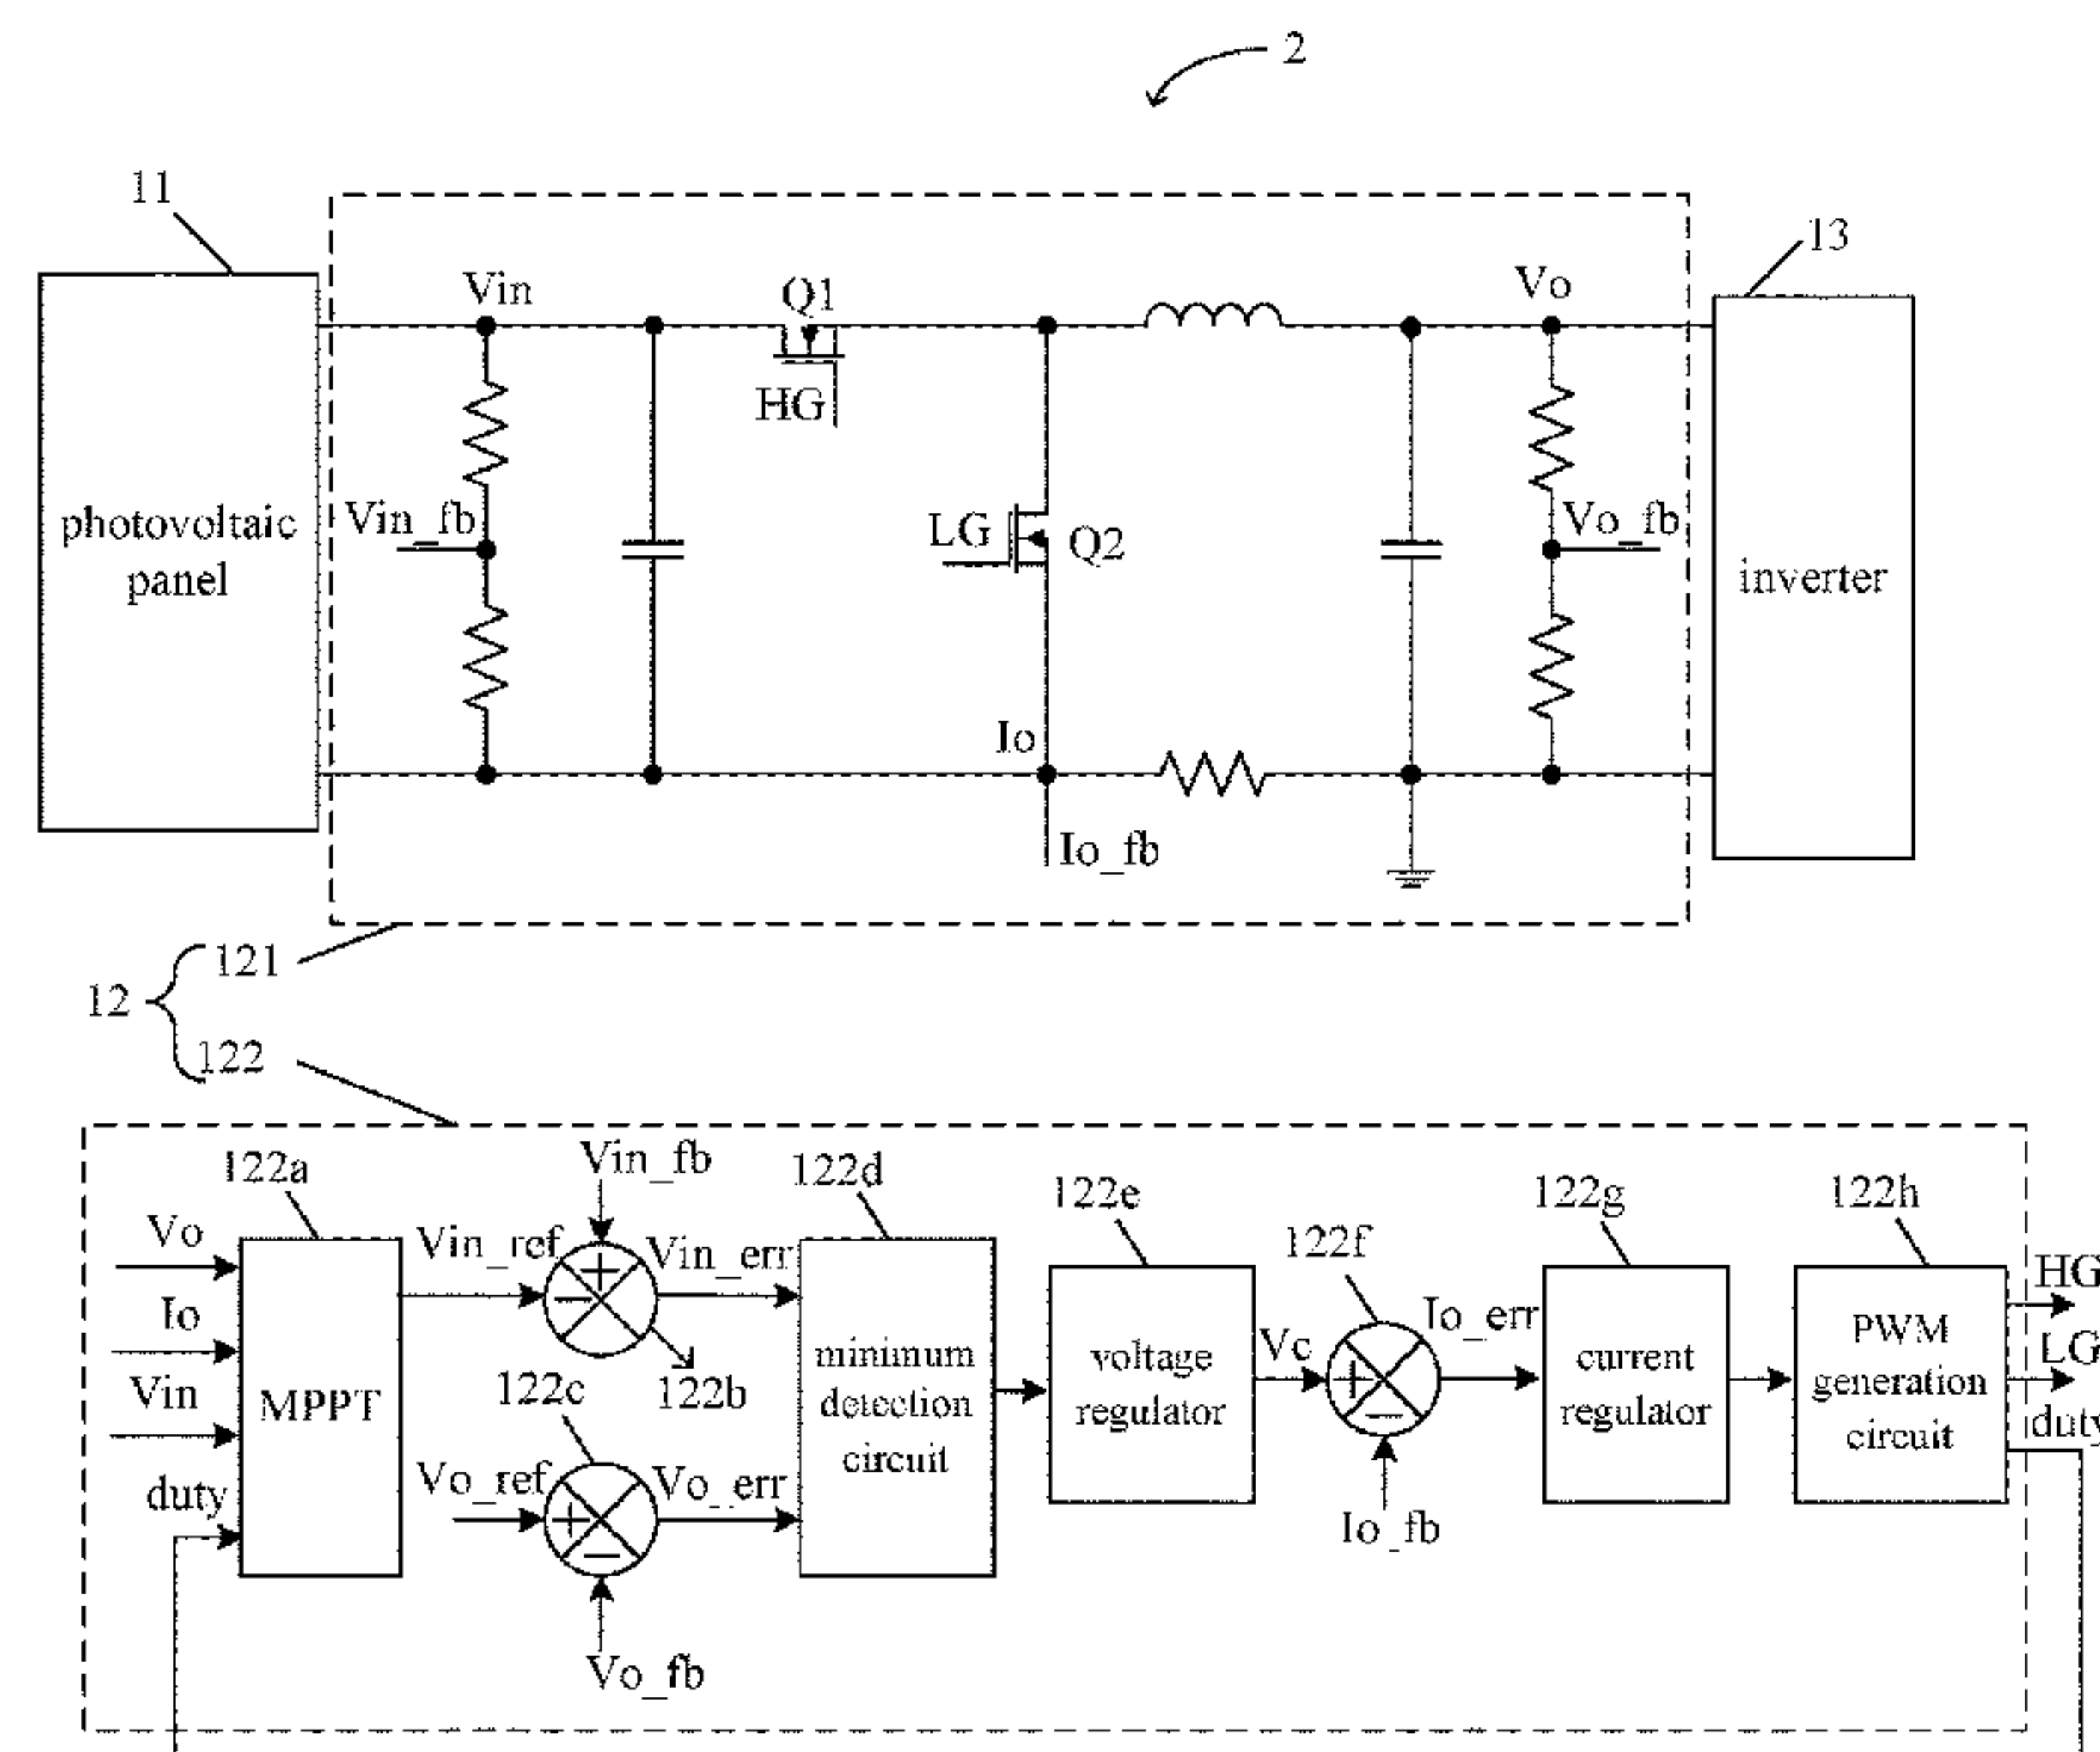 2
11
13
Vin
Q1
Vo
HG
photovoltaic
panel
Vin_fb
LG
Q2
Vo_fb
inverter
Io
Io_fb
12
121
122
122a
Vin_fb
122d
122e
122f
122g
122h
Vo
Io
Vin
duty
MPPT
Vin_ref
+
−
Vin_err
122b
122c
Vo_ref
+
−
Vo_err
Vo_fb
minimum
detection
circuit
voltage
regulator
Vc
+
−
Io_err
Io_fb
current
regulator
PWM
generation
circuit
HG
LG
duty